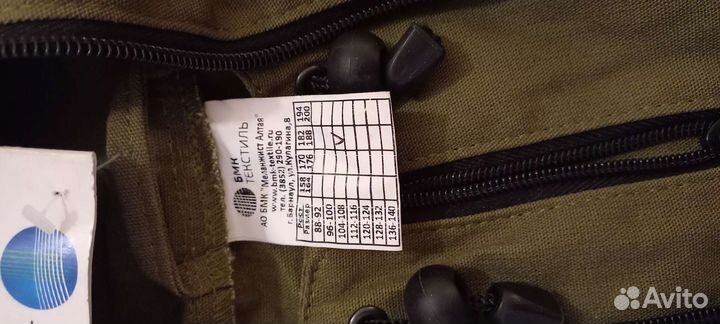 БМК
ТЕКСТИЛЬ
АО БМК "Меланжист Алтая"
www.bmk-textile.ru
тел. (3852) 290-190
г. Барнаул, ул.Кулагина,8
Рост 158 164 170 176 182 188 194 200
Размер
88-92
96-100
104-108
112-116
120-124
128-132
136-140
Avito